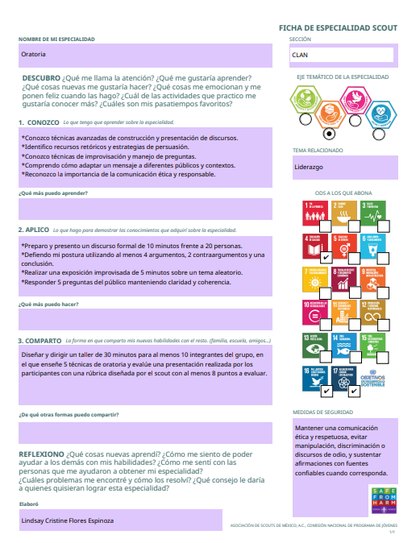 FICHA DE ESPECIALIDAD SCOUT
NOMBRE DE MI ESPECIALIDAD
Oratoria
SECCIÓN
CLAN
DESCUBRO ¿Qué me llama la atención? ¿Qué me gustaría aprender?
¿Qué cosas nuevas me gustaría hacer? ¿Qué cosas me emocionan y me
ponen feliz cuando las hago? ¿Cuál de las actividades que practico me
gustaría conocer más? ¿Cuáles son mis pasatiempos favoritos?
EJE TEMÁTICO DE LA ESPECIALIDAD
1. CONOZCO Lo que tengo que aprender sobre la especialidad.
*Conozco técnicas avanzadas de construcción y presentación de discursos.
*Identifico recursos retóricos y estrategias de persuasión.
*Conozco técnicas de improvisación y manejo de preguntas.
*Comprendo cómo adaptar un mensaje a diferentes públicos y contextos.
*Reconozco la importancia de la comunicación ética y responsable.
TEMA RELACIONADO
Liderazgo
¿Qué más puedo aprender?
ODS A LOS QUE ABONA
2. APLICO Lo que hago para demostrar los conocimientos que adquirí sobre la especialidad.
*Preparo y presento un discurso formal de 10 minutos frente a 20 personas.
*Defiendo mi postura utilizando al menos 4 argumentos, 2 contraargumentos y una
conclusión.
*Realizar una exposición improvisada de 5 minutos sobre un tema aleatorio.
*Responder 5 preguntas del público manteniendo claridad y coherencia.
¿Qué más puedo hacer?
3. COMPARTO La forma en que comparto mis nuevas habilidades con el resto. (familia, escuela, amigos...)
Diseñar y dirigir un taller de 30 minutos para al menos 10 integrantes del grupo, en
el que enseñe 5 técnicas de oratoria y evalúe una presentación realizada por los
participantes con una rúbrica diseñada por el scout con al menos 8 puntos a evaluar.
¿De qué otras formas puedo compartir?
MEDIDAS DE SEGURIDAD
Mantener una comunicación
ética y respetuosa, evitar
manipulación, discriminación o
discursos de odio, y sustentar
afirmaciones con fuentes
confiables cuando corresponda.
REFLEXIONO ¿Qué cosas nuevas aprendí? ¿Cómo me siento de poder
ayudar a los demás con mis habilidades? ¿Cómo me sentí con las
personas que me ayudaron a obtener mi especialidad?
¿Cuáles problemas me encontré y cómo los resolví? ¿Qué consejo le daría
a quienes quisieran lograr esta especialidad?
SAFE
FROM
HARM
Elaboró
Lindsay Cristine Flores Espinoza
ASOCIACIÓN DE SCOUTS DE MÉXICO, A.C., COMISIÓN NACIONAL DE PROGRAMA DE JÓVENES